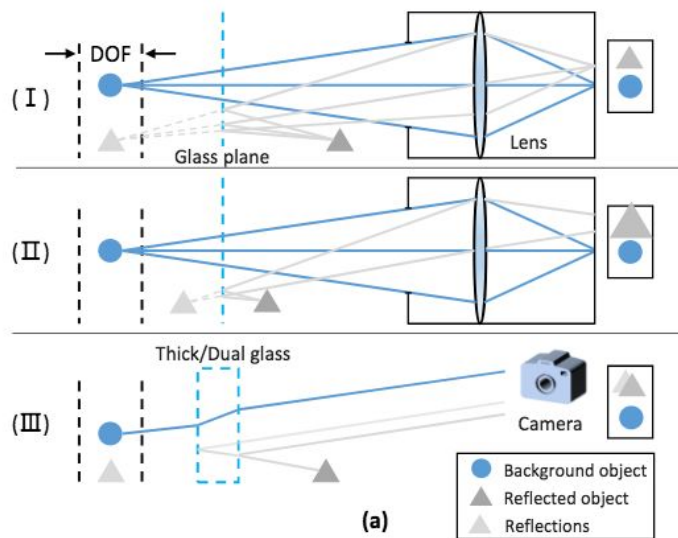 DOF
(I)
Glass plane
Lens
(II)
Thick/Dual glass
(III)
Camera
Background object
Reflected object
Reflections
(a)